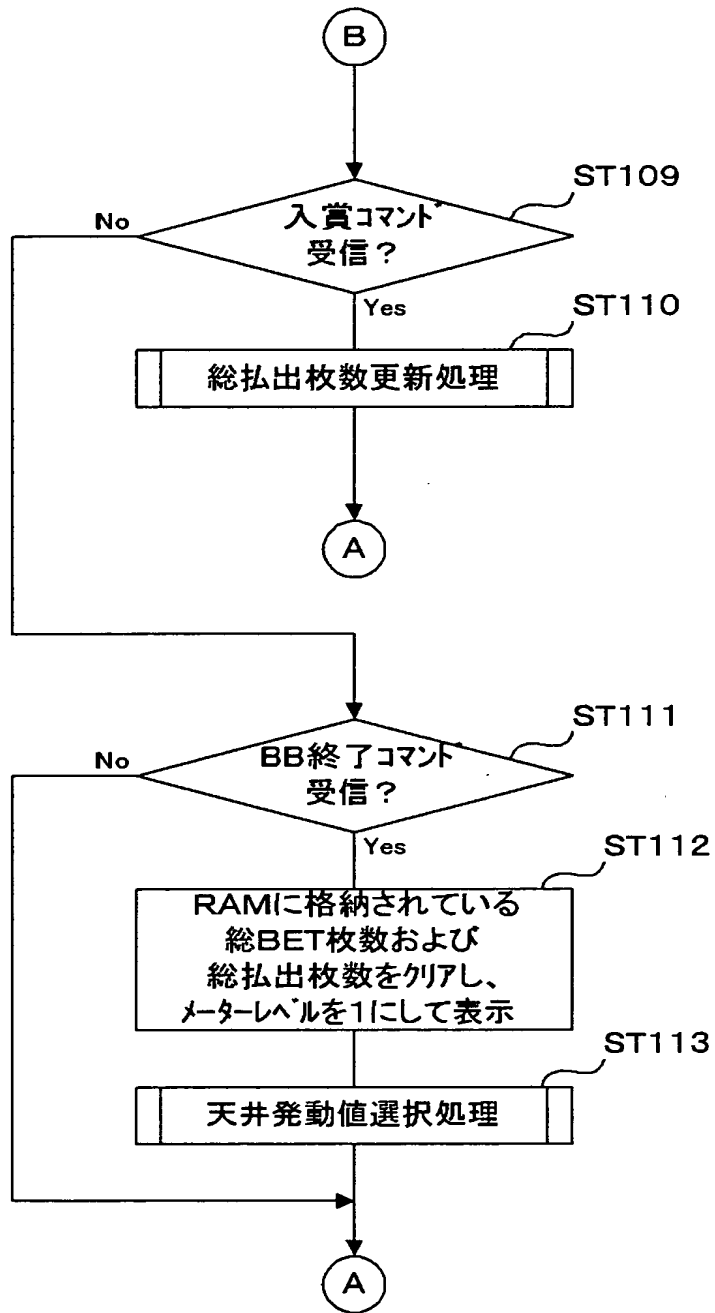 B
ST109
No
入賞コマンド
受信？
Yes
ST110
総払出枚数更新処理
A
ST111
No
BB終了コマンド
受信？
Yes
ST112
RAMに格納されている
総BET枚数および
総払出枚数をクリアし、
メーターレベルを1にして表示
ST113
天井発動値選択処理
A